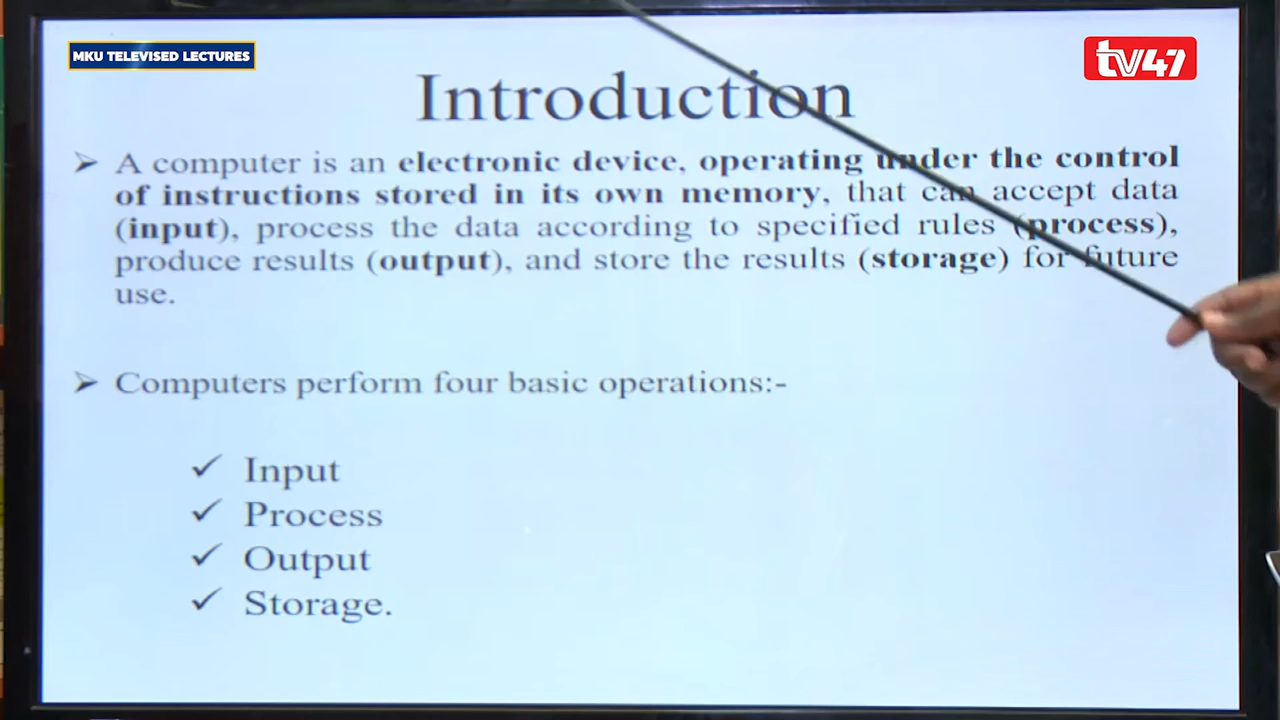 MKU TELEVISED LECTURES
tv47
Introduction
A computer is an electronic device, operating under the control
of instructions stored in its own memory, that can accept data
(input), process the data according to specified rules (process),
produce results (output), and store the results (storage) for future
use.
Computers perform four basic operations:-
Input
Process
Output
Storage.